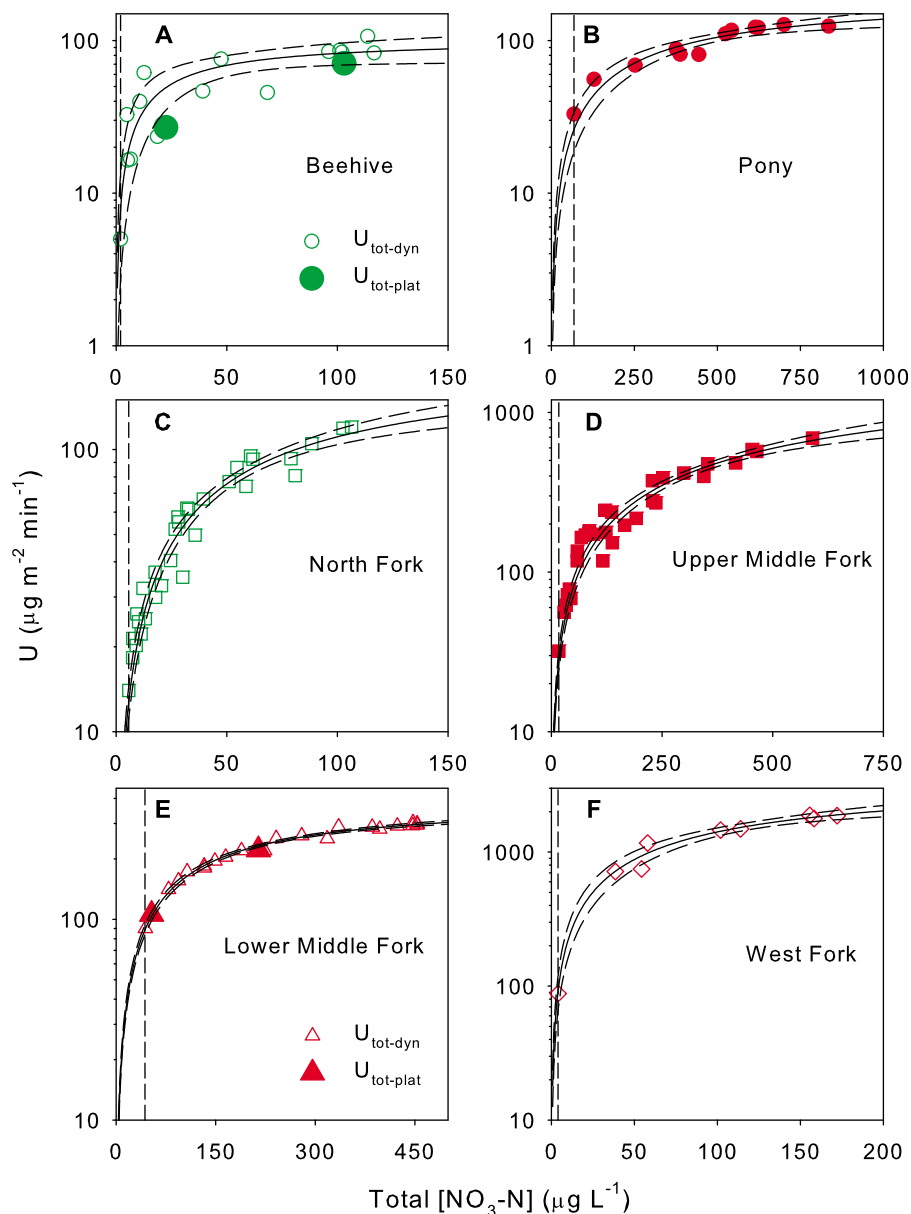 A
100
10
1
Beehive
U_tot-dyn
U_tot-plat
0
50
100
150
B
100
10
1
Pony
0
250
500
750
1000
C
100
10
North Fork
0
50
100
150
D
1000
100
10
Upper Middle Fork
0
250
500
750
U (µg m⁻² min⁻¹)
E
100
10
Lower Middle Fork
U_tot-dyn
U_tot-plat
0
150
300
450
F
1000
100
10
West Fork
0
50
100
150
200
Total [NO₃-N] (µg L⁻¹)